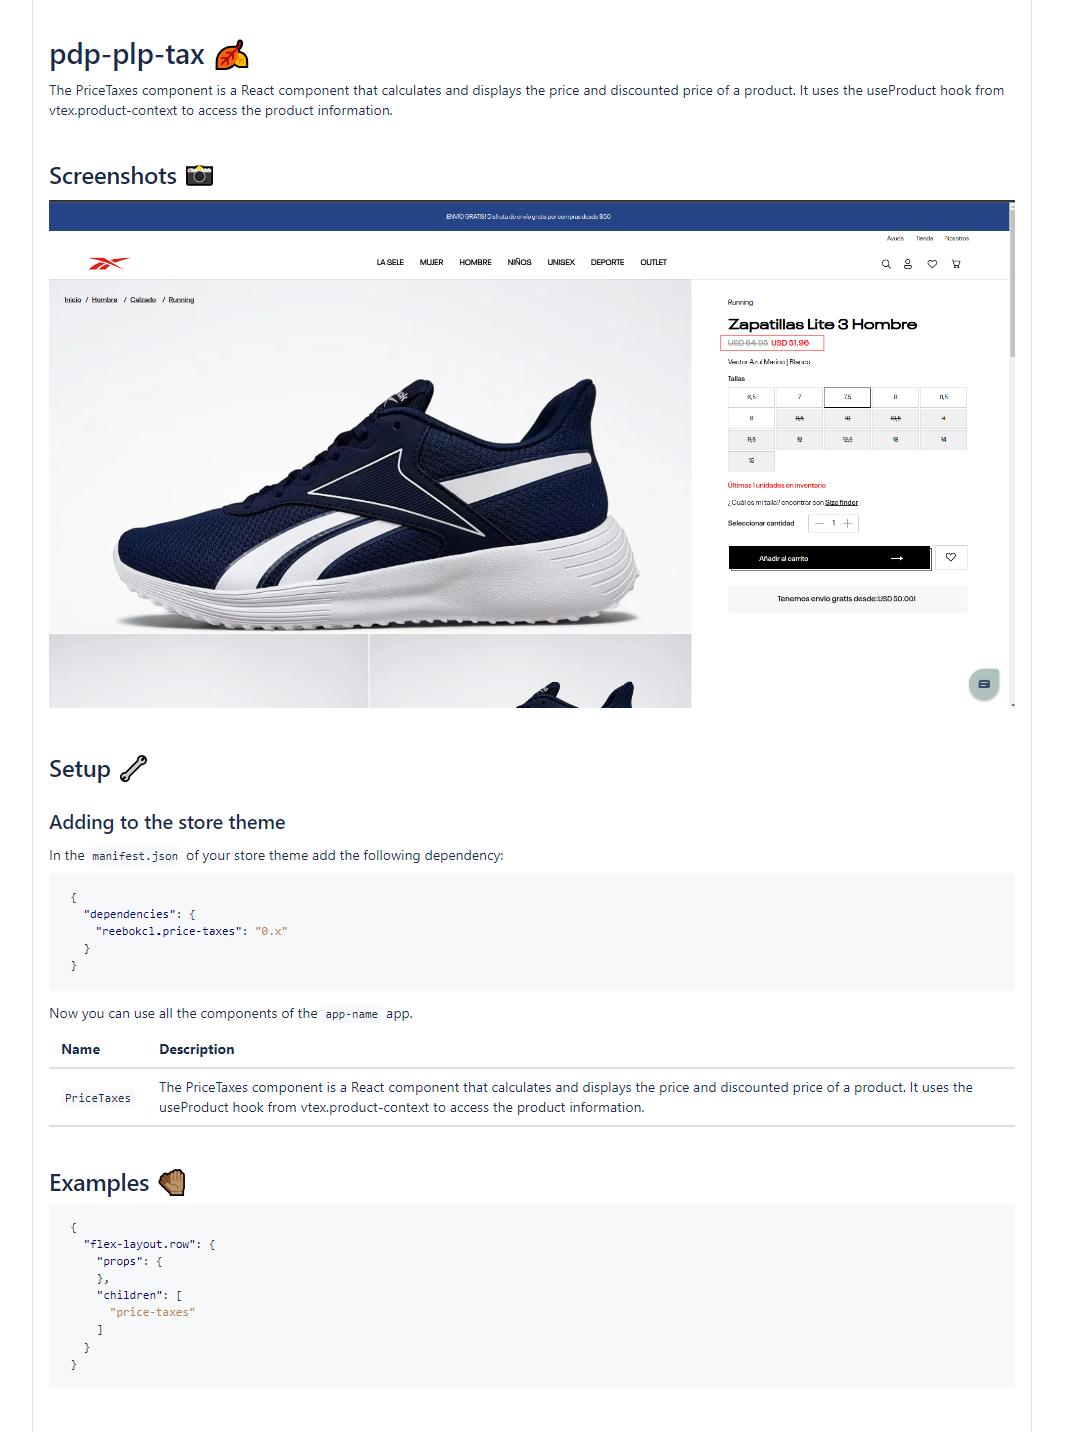 pdp-plp-tax
The PriceTaxes component is a React component that calculates and displays the price and discounted price of a product. It uses the useProduct hook from
vtex.product-context to access the product information.
Screenshots
¡ENVÍO GRATIS! Disfruta de envío gratis por compras desde $50
Ayuda Tienda Nosotros
LA SELE MUJER HOMBRE NIÑOS UNISEX DEPORTE OUTLET
Inicio / Hombre / Calzado / Running
Running
Zapatillas Lite 3 Hombre
USD 64.95 USD 51.96
Vector Azul Marino | Blanco
Tallas
6,5 7 7,5 8 8,5
9 9,5 10 10,5 11
11,5 12 12,5 13 14
15
Últimas 1 unidades en inventario
¿Cuál es mi talla? encontrar con Size finder
Seleccionar cantidad 1
Añadir al carrito
Tenemos envío gratis desde:USD 50.00!
Setup
Adding to the store theme
In the manifest.json of your store theme add the following dependency:
{
"dependencies": {
"reebokcl.price-taxes": "0.x"
}
}
Now you can use all the components of the app-name app.
Name Description
PriceTaxes The PriceTaxes component is a React component that calculates and displays the price and discounted price of a product. It uses the
useProduct hook from vtex.product-context to access the product information.
Examples
{
"flex-layout.row": {
"props": {
},
"children": [
"price-taxes"
]
}
}